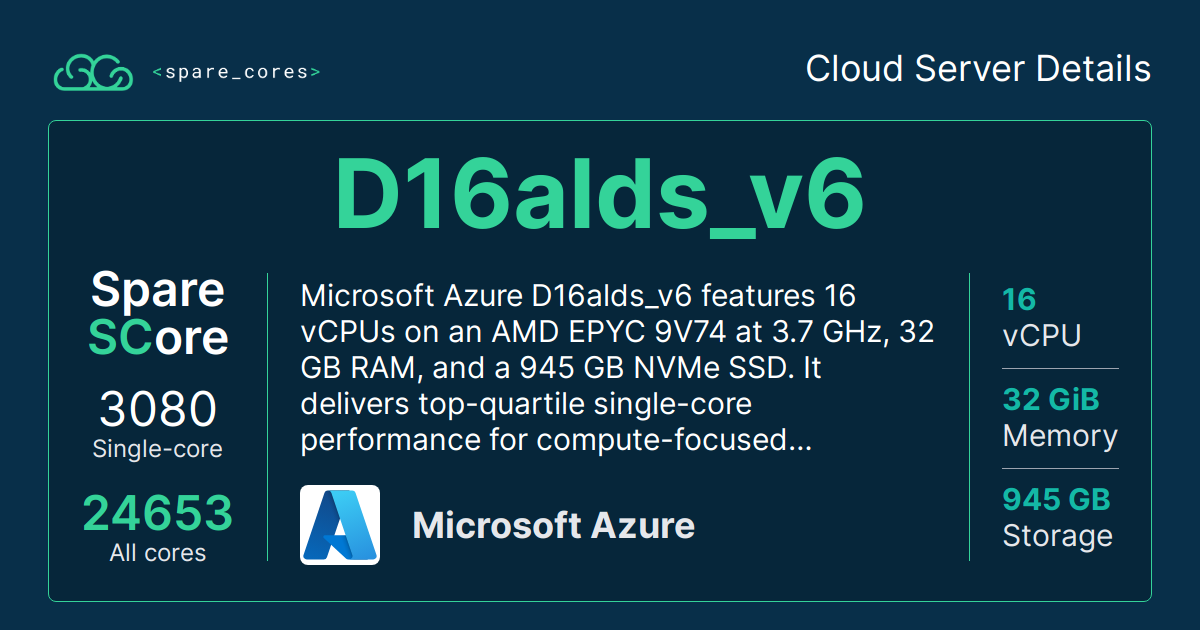 <spare_cores>
Cloud Server Details
D16alds_v6
Spare
SCore
3080
Single-core
24653
All cores
Microsoft Azure D16alds_v6 features 16
vCPUs on an AMD EPYC 9V74 at 3.7 GHz, 32
GB RAM, and a 945 GB NVMe SSD. It
delivers top-quartile single-core
performance for compute-focused...
Microsoft Azure
16
vCPU
32 GiB
Memory
945 GB
Storage